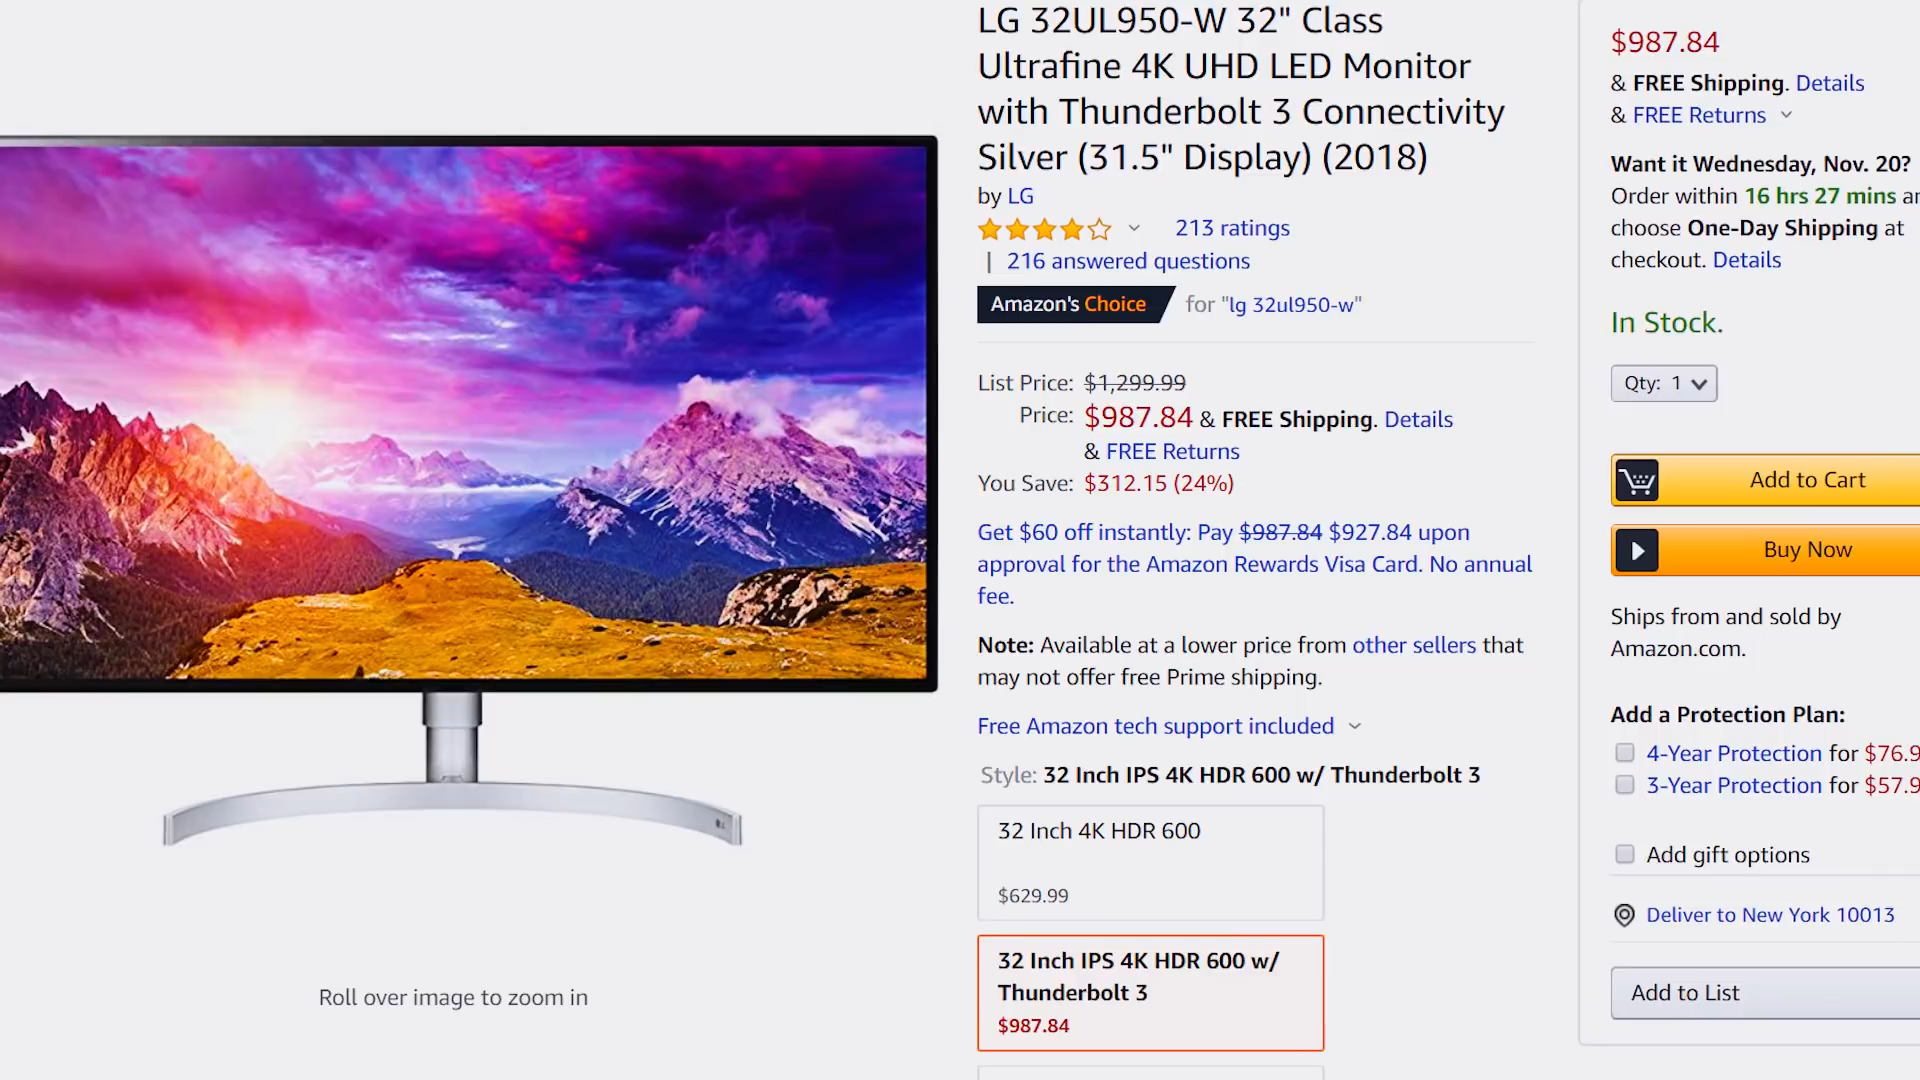 LG 32UL950-W 32" Class
Ultrafine 4K UHD LED Monitor
with Thunderbolt 3 Connectivity
Silver (31.5" Display) (2018)
by LG
213 ratings
| 216 answered questions
Amazon's Choice for "lg 32ul950-w"
List Price: $1,299.99
Price: $987.84 & FREE Shipping. Details
& FREE Returns
You Save: $312.15 (24%)
Get $60 off instantly: Pay $987.84 $927.84 upon
approval for the Amazon Rewards Visa Card. No annual
fee.
Note: Available at a lower price from other sellers that
may not offer free Prime shipping.
Free Amazon tech support included
Style: 32 Inch IPS 4K HDR 600 w/ Thunderbolt 3
32 Inch 4K HDR 600
$629.99
32 Inch IPS 4K HDR 600 w/
Thunderbolt 3
$987.84
Roll over image to zoom in
$987.84
& FREE Shipping. Details
& FREE Returns
Want it Wednesday, Nov. 20?
Order within 16 hrs 27 mins
choose One-Day Shipping at
checkout. Details
In Stock.
Qty: 1
Add to Cart
Buy Now
Ships from and sold by
Amazon.com.
Add a Protection Plan:
4-Year Protection for $76.9
3-Year Protection for $57.9
Add gift options
Deliver to New York 10013
Add to List